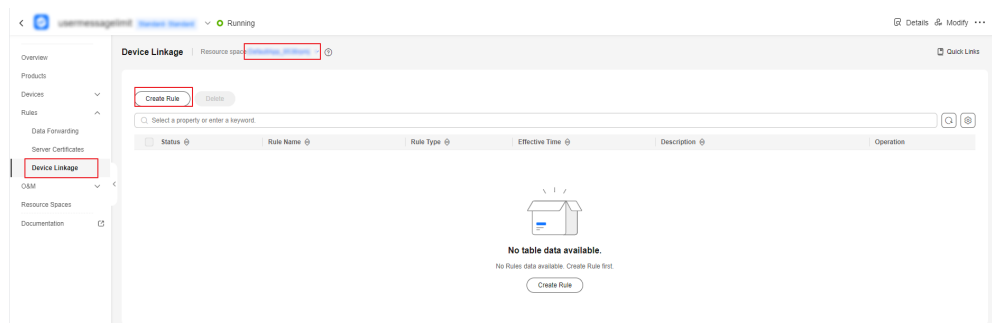 Running
Details
Modify
Overview
Products
Devices
Rules
Data Forwarding
Server Certificates
Device Linkage
O&M
Resource Spaces
Documentation
Device Linkage
Resource space
Quick Links
Create Rule
Delete
Select a property or enter a keyword.
Status
Rule Name
Rule Type
Effective Time
Description
Operation
No table data available.
No Rules data available. Create Rule first.
Create Rule